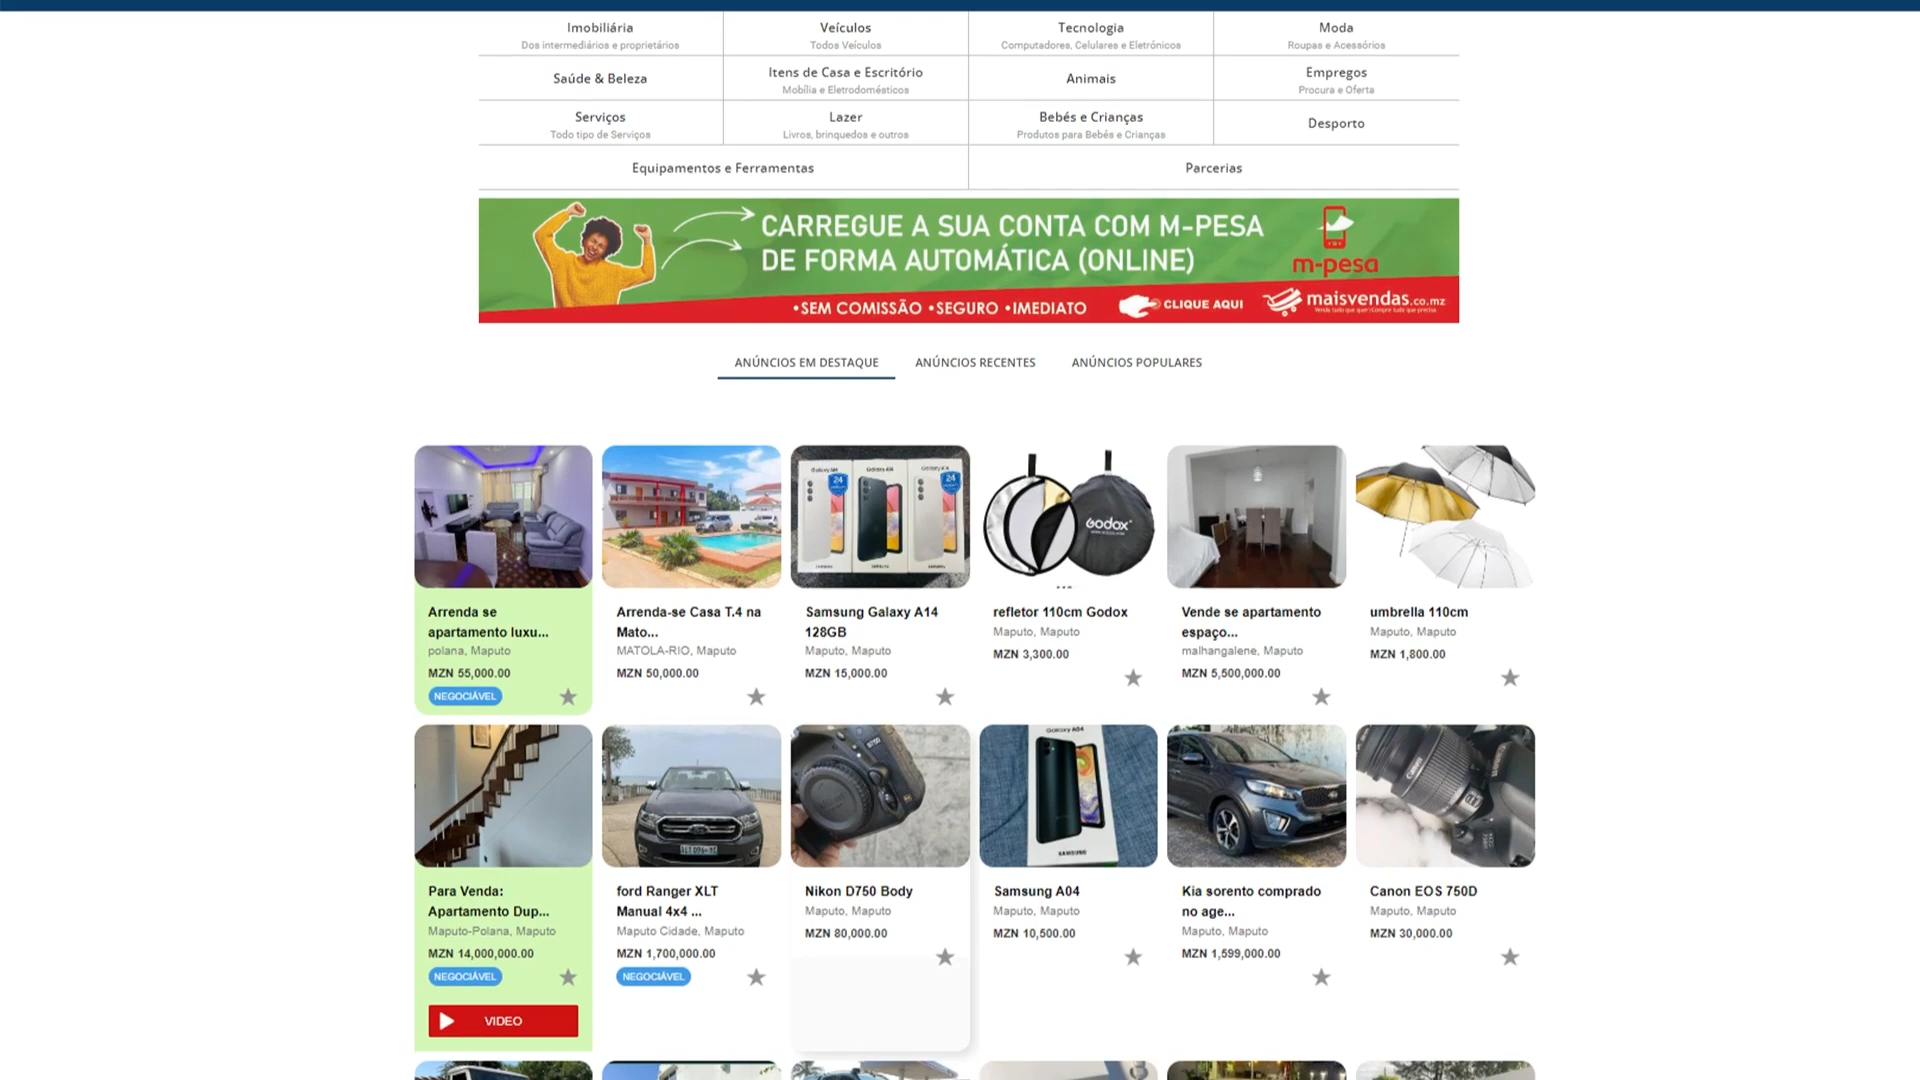 Imobiliária
Dos intermediários e proprietários
Veículos
Todos Veículos
Tecnologia
Computadores, Celulares e Eletrónicos
Moda
Roupas e Acessórios
Saúde & Beleza
Itens de Casa e Escritório
Mobília e Eletrodomésticos
Animais
Empregos
Procura e Oferta
Serviços
Todo tipo de Serviços
Lazer
Livros, brinquedos e outros
Bebés e Crianças
Produtos para Bebés e Crianças
Desporto
Equipamentos e Ferramentas
Parcerias
CARREGUE A SUA CONTA COM M-PESA
DE FORMA AUTOMÁTICA (ONLINE)
m-pesa
•SEM COMISSÃO •SEGURO •IMEDIATO
CLIQUE AQUI
maisvendas.co.mz
ANÚNCIOS EM DESTAQUE
ANÚNCIOS RECENTES
ANÚNCIOS POPULARES
Galaxy A14
24
SAMSUNG
Godox
Arrenda se
apartamento luxu...
polana, Maputo
MZN 55,000.00
NEGOCIÁVEL
Arrenda-se Casa T.4 na
Mato...
MATOLA-RIO, Maputo
MZN 50,000.00
Samsung Galaxy A14
128GB
Maputo, Maputo
MZN 15,000.00
refletor 110cm Godox
Maputo, Maputo
MZN 3,300.00
Vende se apartamento
espaço...
malhangalene, Maputo
MZN 5,500,000.00
umbrella 110cm
Maputo, Maputo
MZN 1,800.00
Galaxy A04
SAMSUNG
Canon
Para Venda:
Apartamento Dup...
Maputo-Polana, Maputo
MZN 14,000,000.00
NEGOCIÁVEL
VIDEO
ford Ranger XLT
Manual 4x4 ...
Maputo Cidade, Maputo
MZN 1,700,000.00
NEGOCIÁVEL
Nikon D750 Body
Maputo, Maputo
MZN 80,000.00
Samsung A04
Maputo, Maputo
MZN 10,500.00
Kia sorento comprado
no age...
Maputo, Maputo
MZN 1,599,000.00
Canon EOS 750D
Maputo, Maputo
MZN 30,000.00